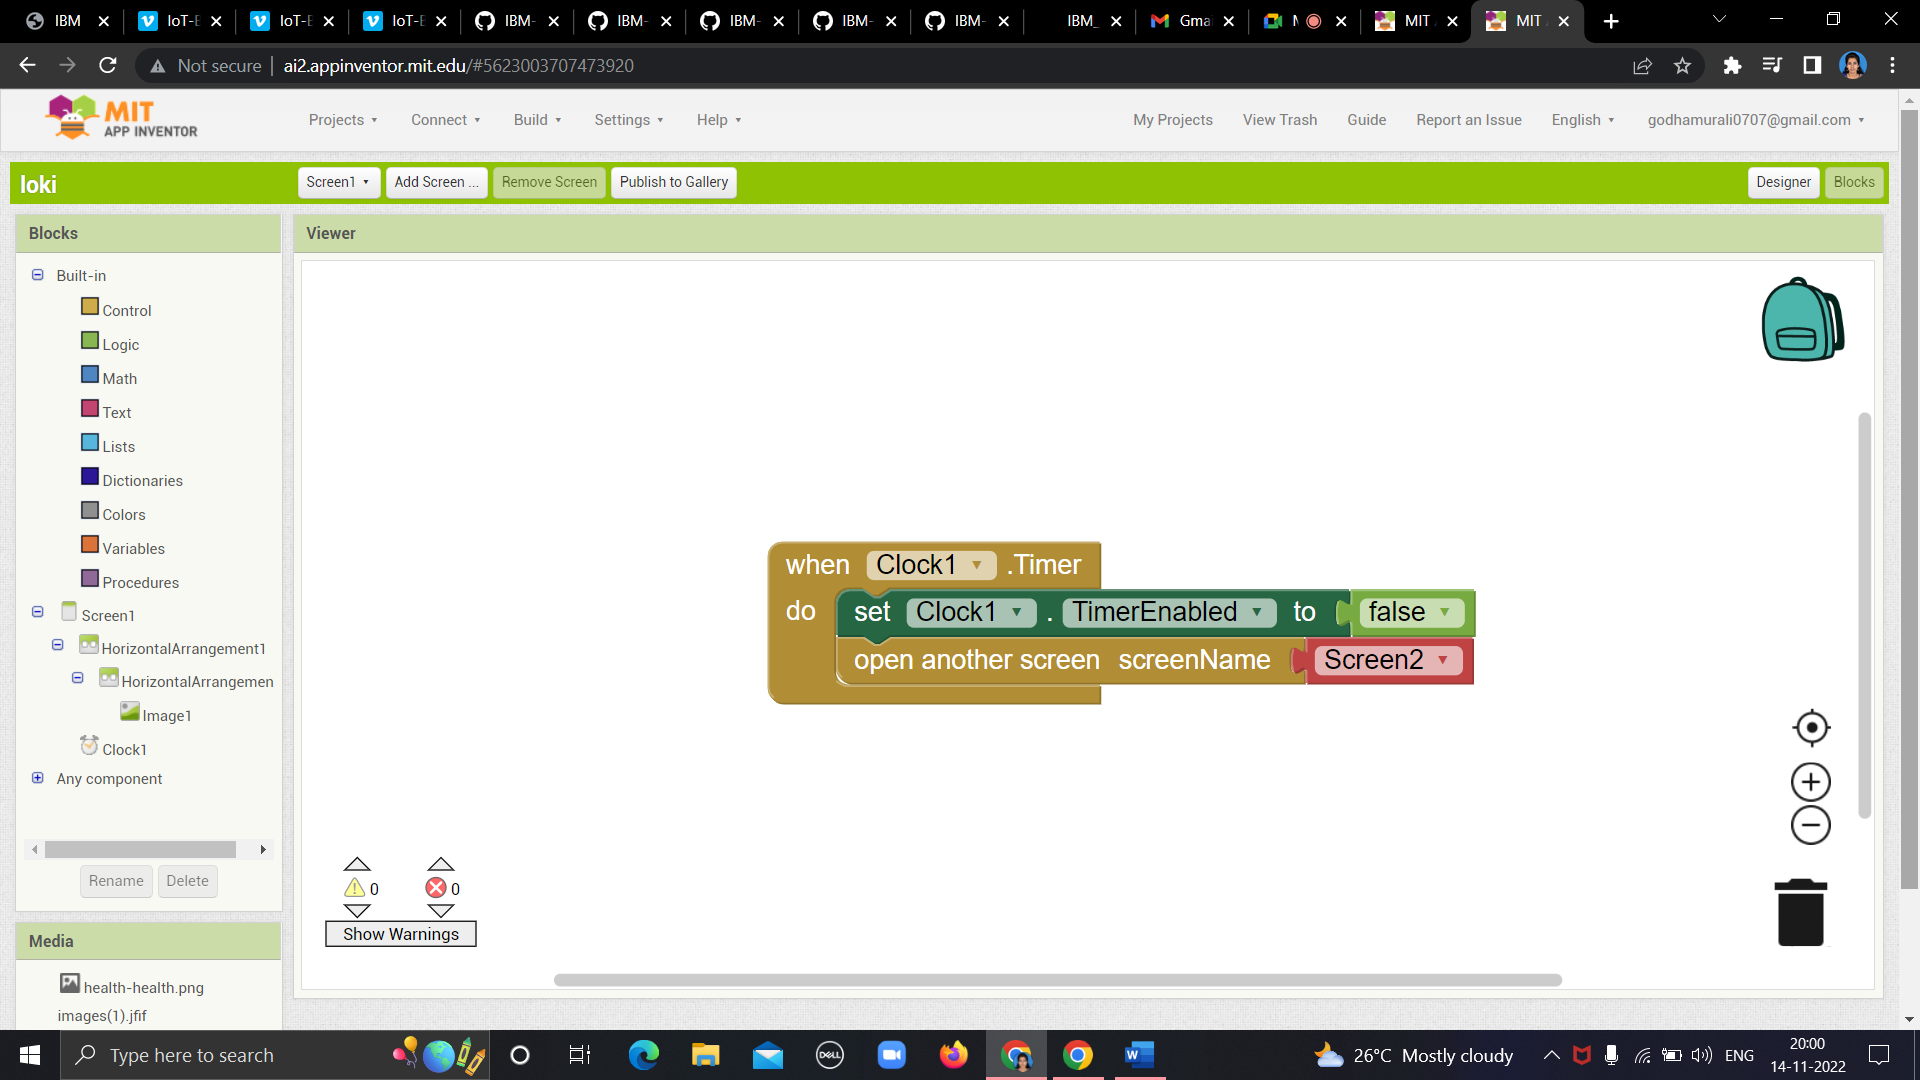 IBM IoT-E IoT-E IoT-E IBM- IBM- IBM- IBM- IBM- IBM_ Gmai M MIT MIT
Not secure ai2.appinventor.mit.edu/#5623003707473920
MIT
APP INVENTOR
Projects Connect Build Settings Help My Projects View Trash Guide Report an Issue English godhamurali0707@gmail.com
loki Screen1 Add Screen ... Remove Screen Publish to Gallery Designer Blocks
Blocks Viewer
Built-in
Control
Logic
Math
Text
Lists
Dictionaries
Colors
Variables
Procedures
Screen1
HorizontalArrangement1
HorizontalArrangemen
Image1
Clock1
Any component
when Clock1 .Timer
do set Clock1 . TimerEnabled to false
open another screen screenName Screen2
Rename Delete
0 0
Show Warnings
Media
health-health.png
images(1).jfif
Type here to search DELL W 26°C Mostly cloudy ENG 20:00
14-11-2022